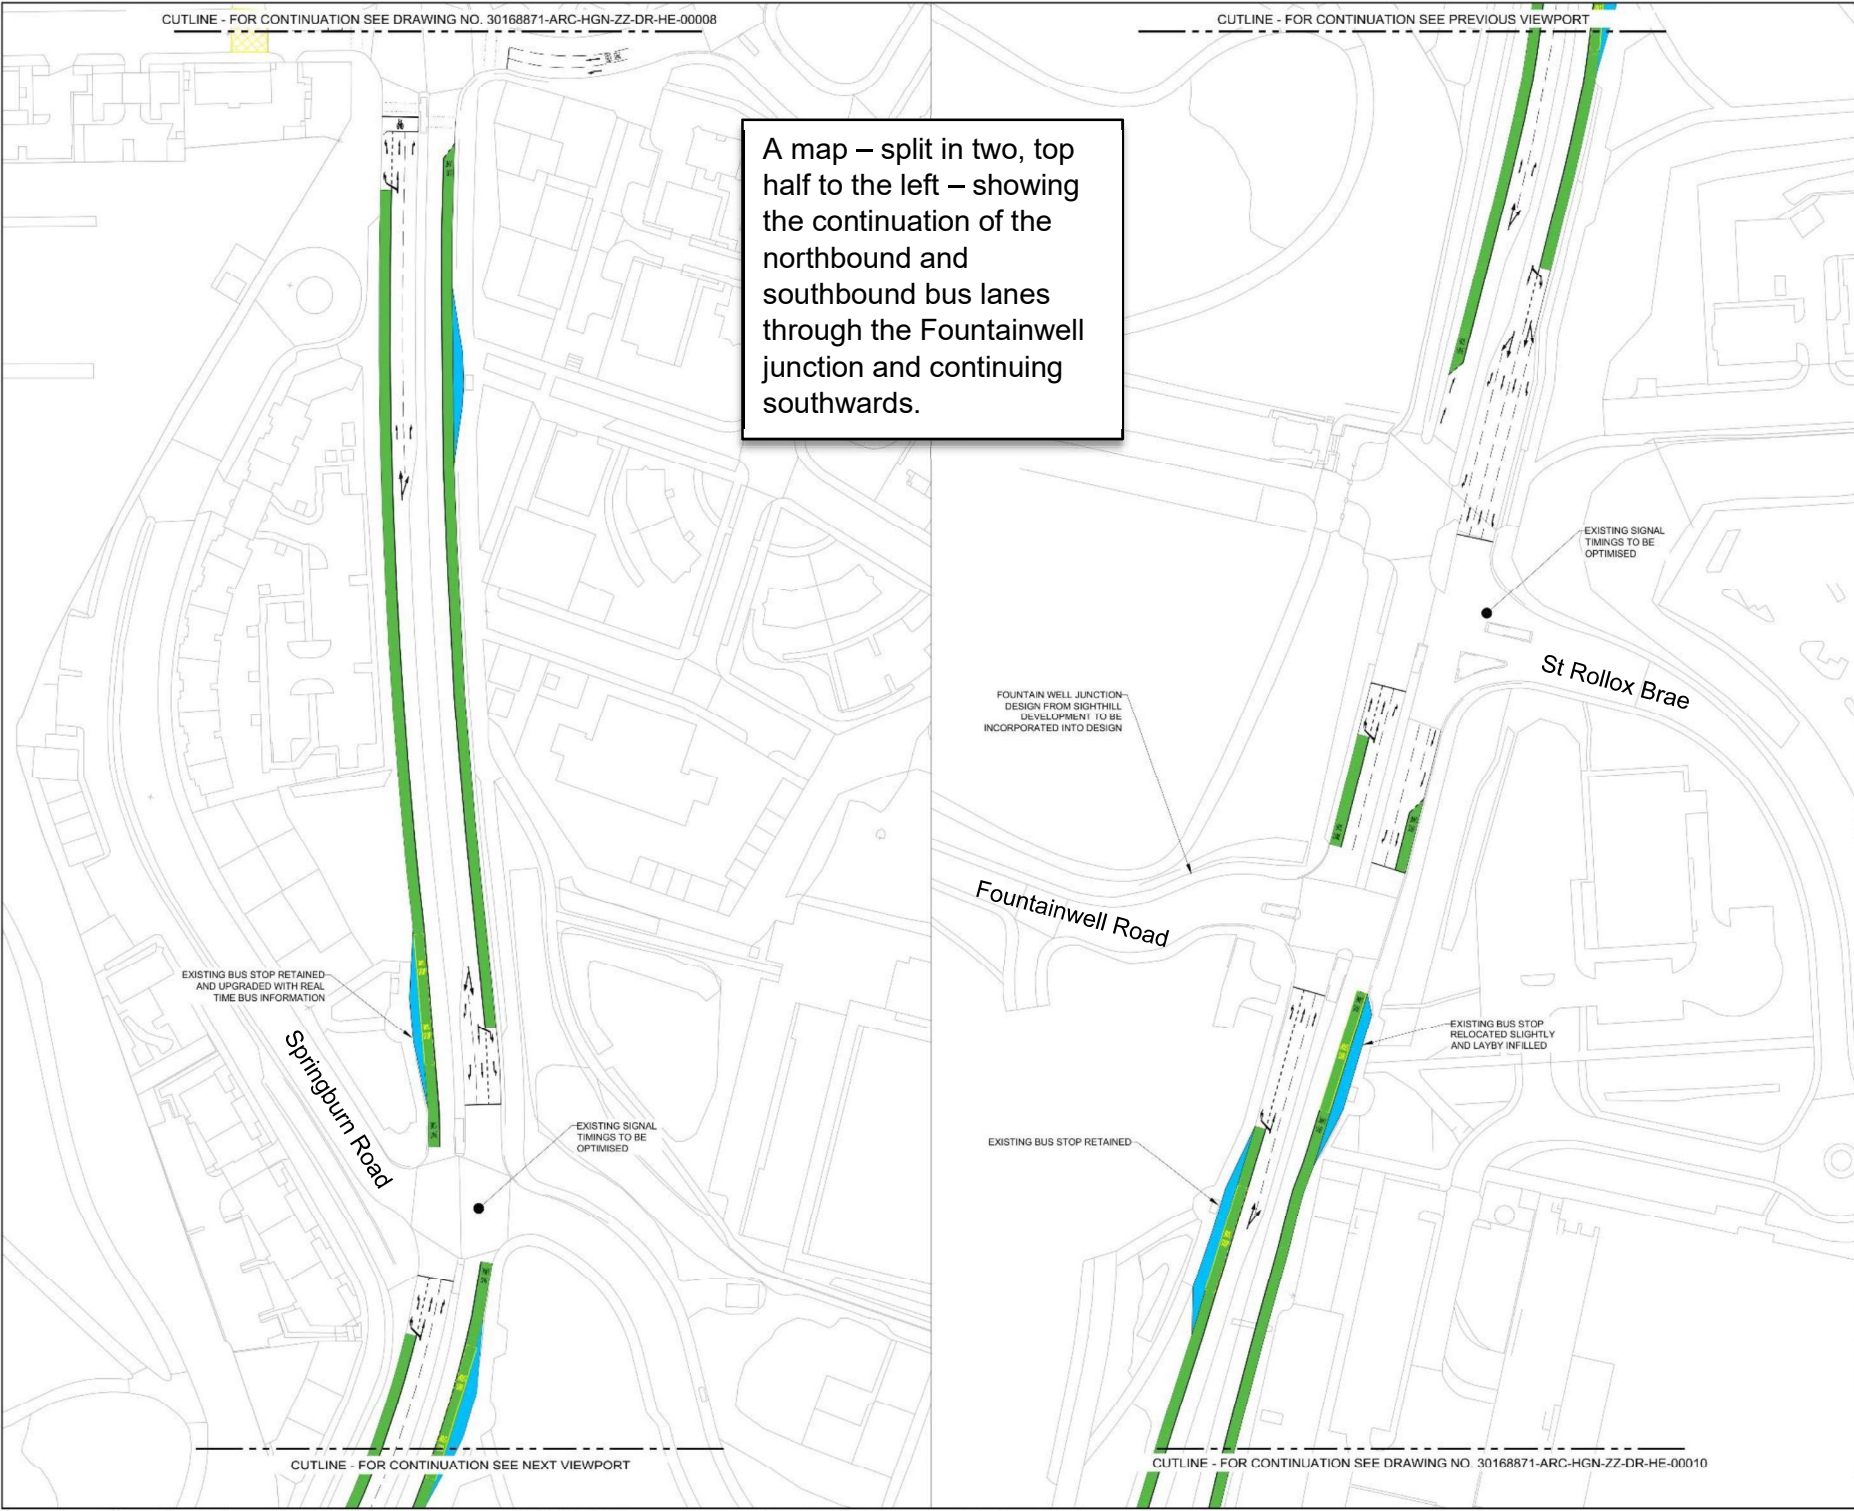 CUTLINE - FOR CONTINUATION SEE DRAWING NO. 30168871-ARC-HGN-ZZ-DR-HE-00008
EXISTING BUS STOP RETAINED
AND UPGRADED WITH REAL
TIME BUS INFORMATION
Springburn Road
EXISTING SIGNAL
TIMINGS TO BE
OPTIMISED
CUTLINE - FOR CONTINUATION SEE NEXT VIEWPORT
A map – split in two, top
half to the left – showing
the continuation of the
northbound and
southbound bus lanes
through the Fountainwell
junction and continuing
southwards.
CUTLINE - FOR CONTINUATION SEE PREVIOUS VIEWPORT
EXISTING SIGNAL
TIMINGS TO BE
OPTIMISED
St Rollox Brae
FOUNTAIN WELL JUNCTION
DESIGN FROM SIGHTHILL
DEVELOPMENT TO BE
INCORPORATED INTO DESIGN
Fountainwell Road
EXISTING BUS STOP
RELOCATED SLIGHTLY
AND LAYBY INFILLED
EXISTING BUS STOP RETAINED
CUTLINE - FOR CONTINUATION SEE DRAWING NO. 30168871-ARC-HGN-ZZ-DR-HE-00010